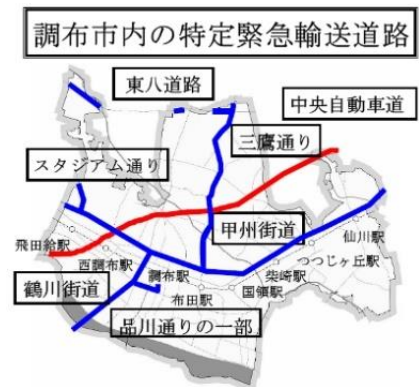 調布市内の特定緊急輸送道路
東八道路
中央自動車道
三鷹通り
スタジアム通り
甲州街道
飛田給駅
西調布駅
調布駅
布田駅
国領駅
柴崎駅
つつじヶ丘駅
仙川駅
鶴川街道
品川通りの一部